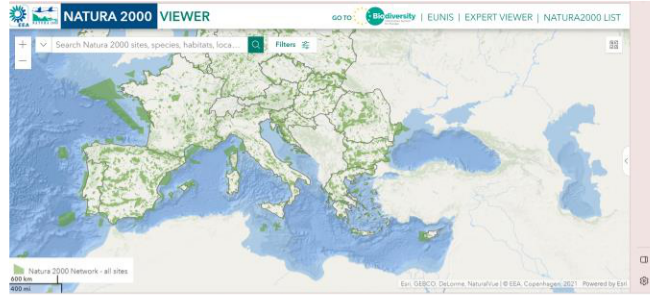 NATURA 2000 VIEWER
GO TO Biodiversity | EUNIS | EXPERT VIEWER | NATURA2000 LIST
EEA
Search Natura 2000 sites, species, habitats, loca...
Filters
Natura 2000 Network - all sites
600 km
400 mi
Esri, GEBCO, DeLorme, NaturalVue | © EEA, Copenhagen, 2021 Powered by Esri